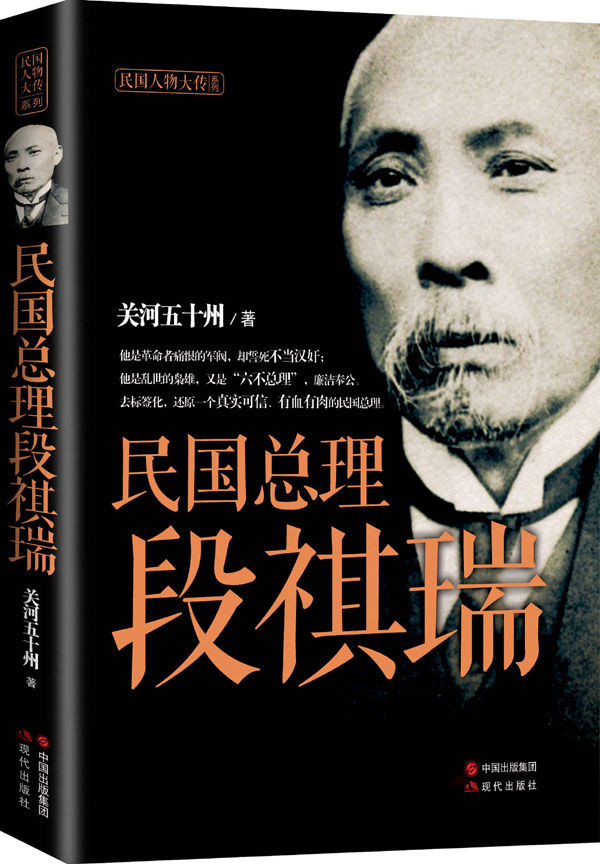 民国
人物
大传
系列
民国总理段祺瑞
关河五十州
著
中国出版集团
现代出版社
民国人物大传系列
关河五十州/著
他是革命者痛恨的军阀，却誓死不当汉奸；
他是乱世的枭雄，又是“六不总理”，廉洁奉公。
去标签化，还原一个真实可信、有血有肉的民国总理。
民国总理
段祺瑞
中国出版集团
现代出版社